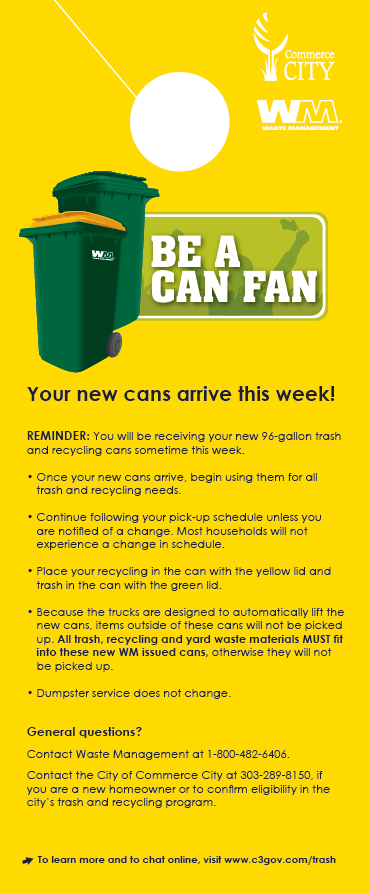 Commerce
CITY
WM
WASTE MANAGEMENT
WM
BE A
CAN FAN
Your new cans arrive this week!
REMINDER: You will be receiving your new 96-gallon trash
and recycling cans sometime this week.
• Once your new cans arrive, begin using them for all
trash and recycling needs.
• Continue following your pick-up schedule unless you
are notified of a change. Most households will not
experience a change in schedule.
• Place your recycling in the can with the yellow lid and
trash in the can with the green lid.
• Because the trucks are designed to automatically lift the
new cans, items outside of these cans will not be picked
up. All trash, recycling and yard waste materials MUST fit
into these new WM issued cans, otherwise they will not
be picked up.
• Dumpster service does not change.
General questions?
Contact Waste Management at 1-800-482-6406.
Contact the City of Commerce City at 303-289-8150, if
you are a new homeowner or to confirm eligibility in the
city's trash and recycling program.
To learn more and to chat online, visit www.c3gov.com/trash